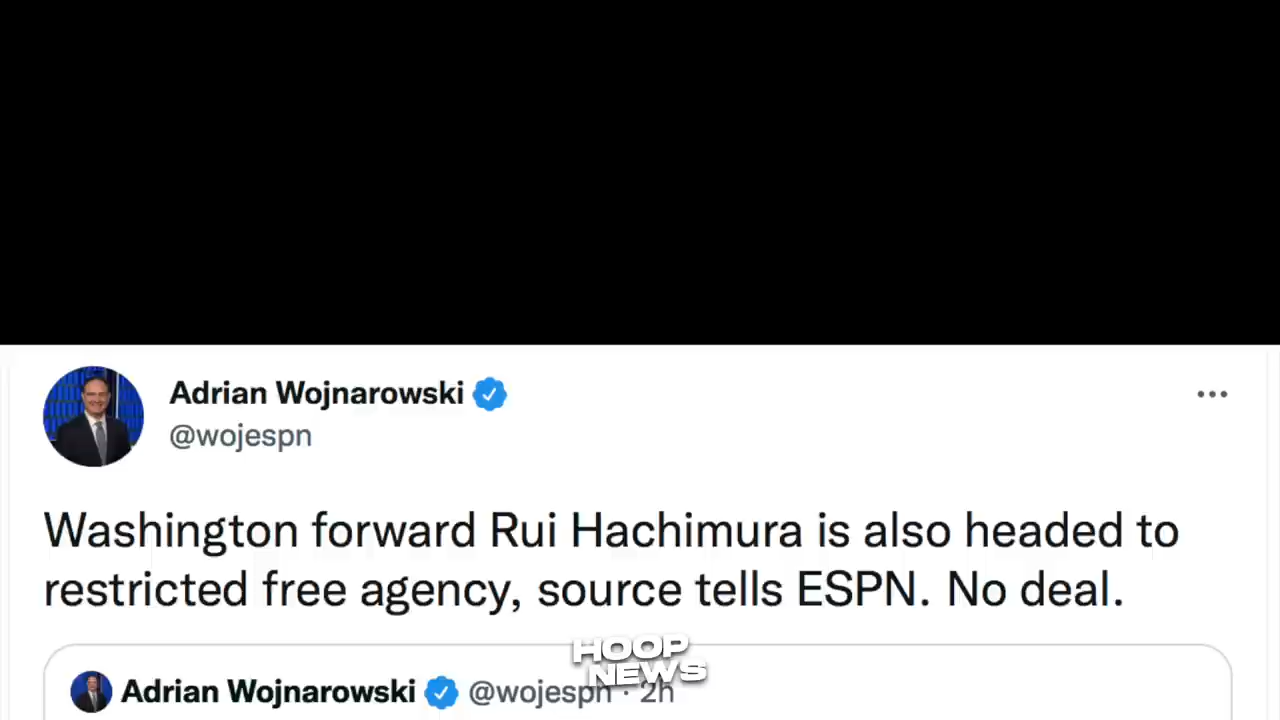 Adrian Wojnarowski
@wojespn
Washington forward Rui Hachimura is also headed to
restricted free agency, source tells ESPN. No deal.
HOOP
NEWS
Adrian Wojnarowski @wojespn · 2h